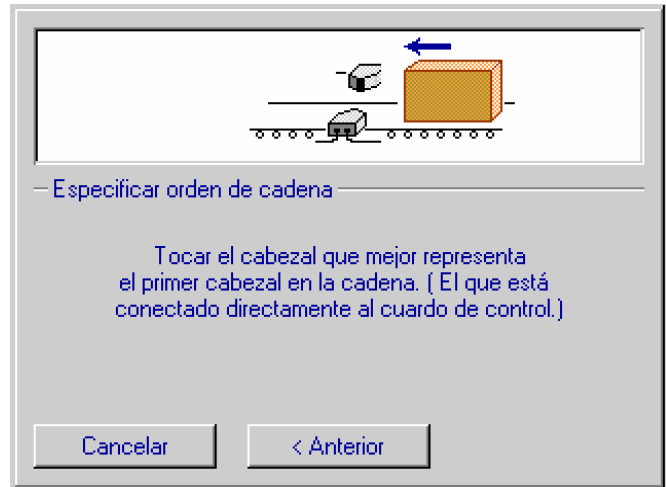 Especificar orden de cadena
Tocar el cabezal que mejor representa
el primer cabezal en la cadena. ( El que está
conectado directamente al cuardo de control.)
Cancelar
< Anterior